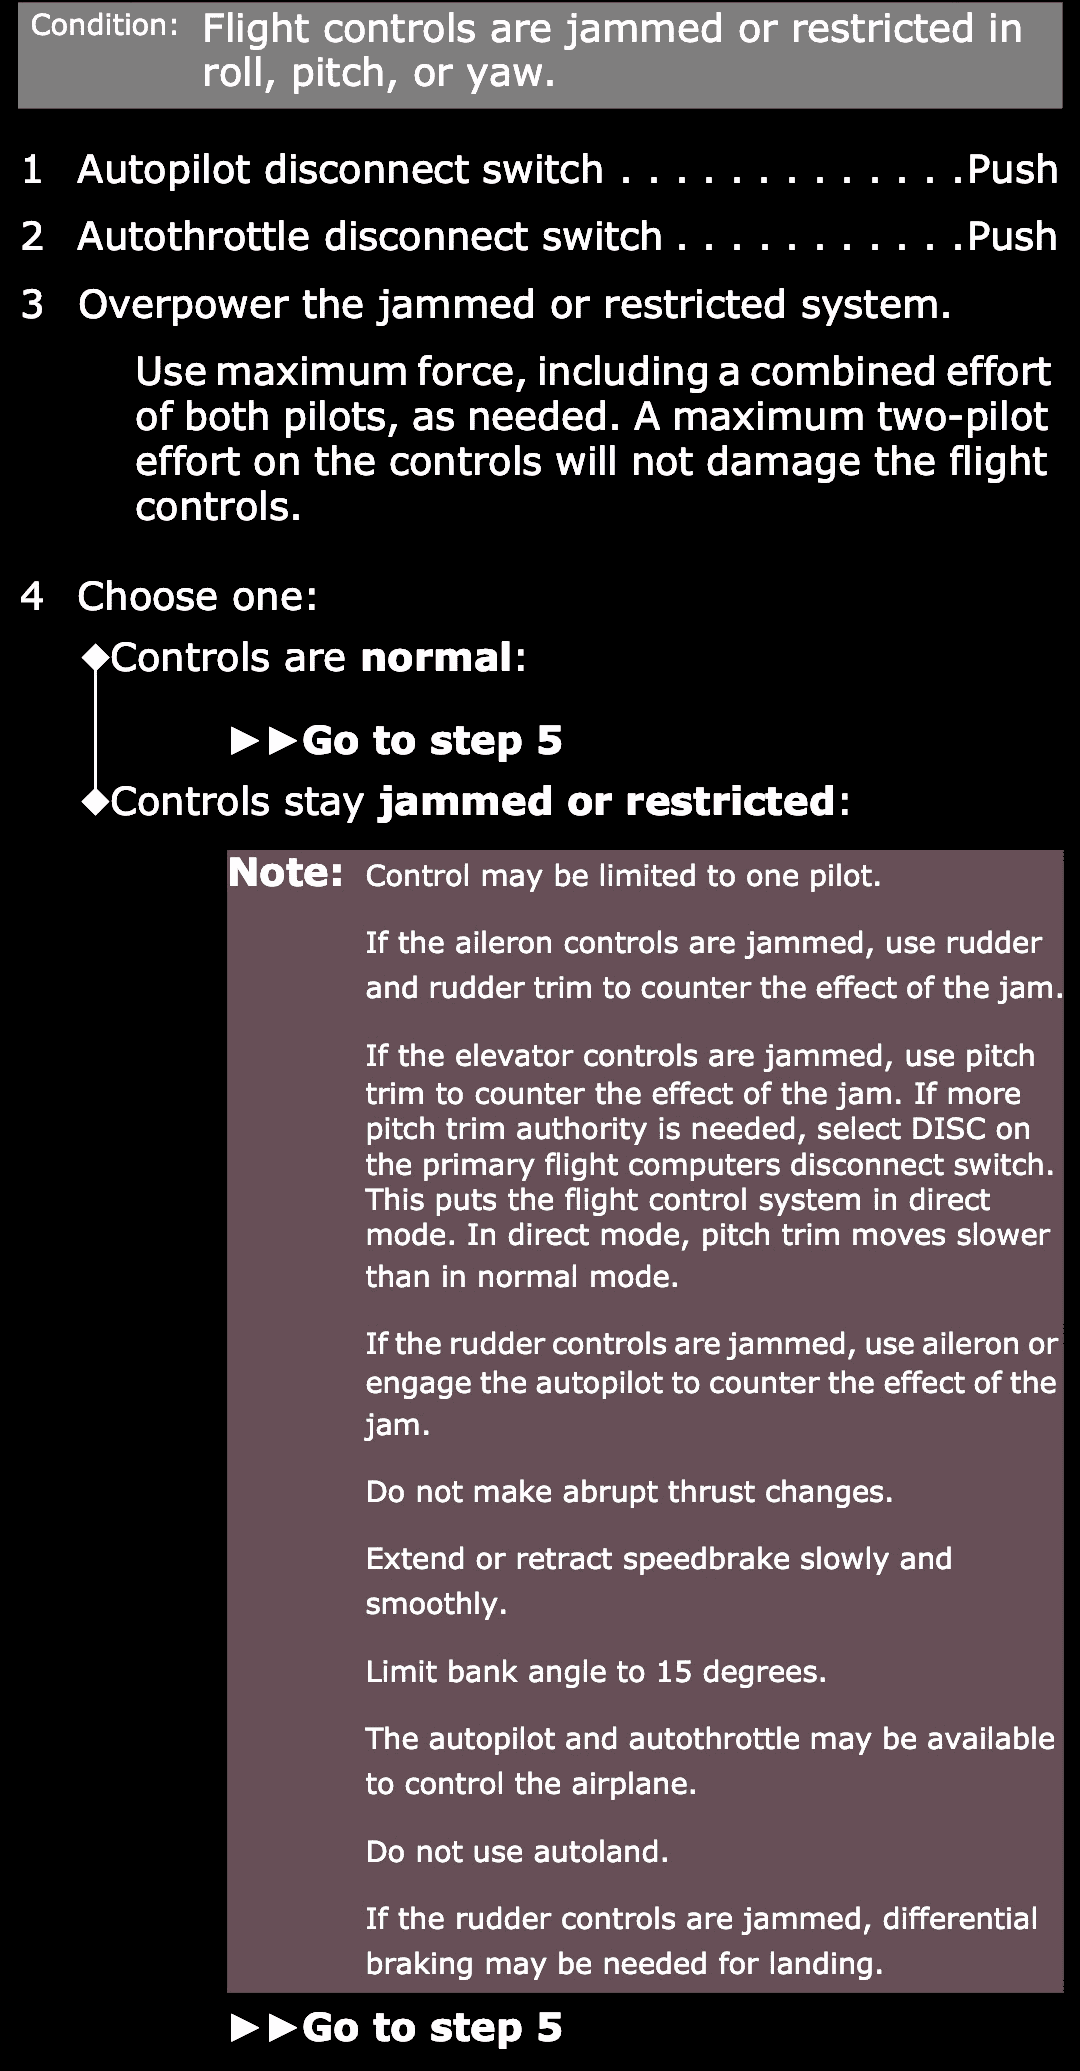 Condition: Flight controls are jammed or restricted in
roll, pitch, or yaw.
1 Autopilot disconnect switch . . . . . . . . . . . . .Push
2 Autothrottle disconnect switch . . . . . . . . . . .Push
3 Overpower the jammed or restricted system.
Use maximum force, including a combined effort
of both pilots, as needed. A maximum two-pilot
effort on the controls will not damage the flight
controls.
4 Choose one:
◆Controls are normal:
►►Go to step 5
◆Controls stay jammed or restricted:
Note: Control may be limited to one pilot.
If the aileron controls are jammed, use rudder
and rudder trim to counter the effect of the jam.
If the elevator controls are jammed, use pitch
trim to counter the effect of the jam. If more
pitch trim authority is needed, select DISC on
the primary flight computers disconnect switch.
This puts the flight control system in direct
mode. In direct mode, pitch trim moves slower
than in normal mode.
If the rudder controls are jammed, use aileron or
engage the autopilot to counter the effect of the
jam.
Do not make abrupt thrust changes.
Extend or retract speedbrake slowly and
smoothly.
Limit bank angle to 15 degrees.
The autopilot and autothrottle may be available
to control the airplane.
Do not use autoland.
If the rudder controls are jammed, differential
braking may be needed for landing.
►►Go to step 5